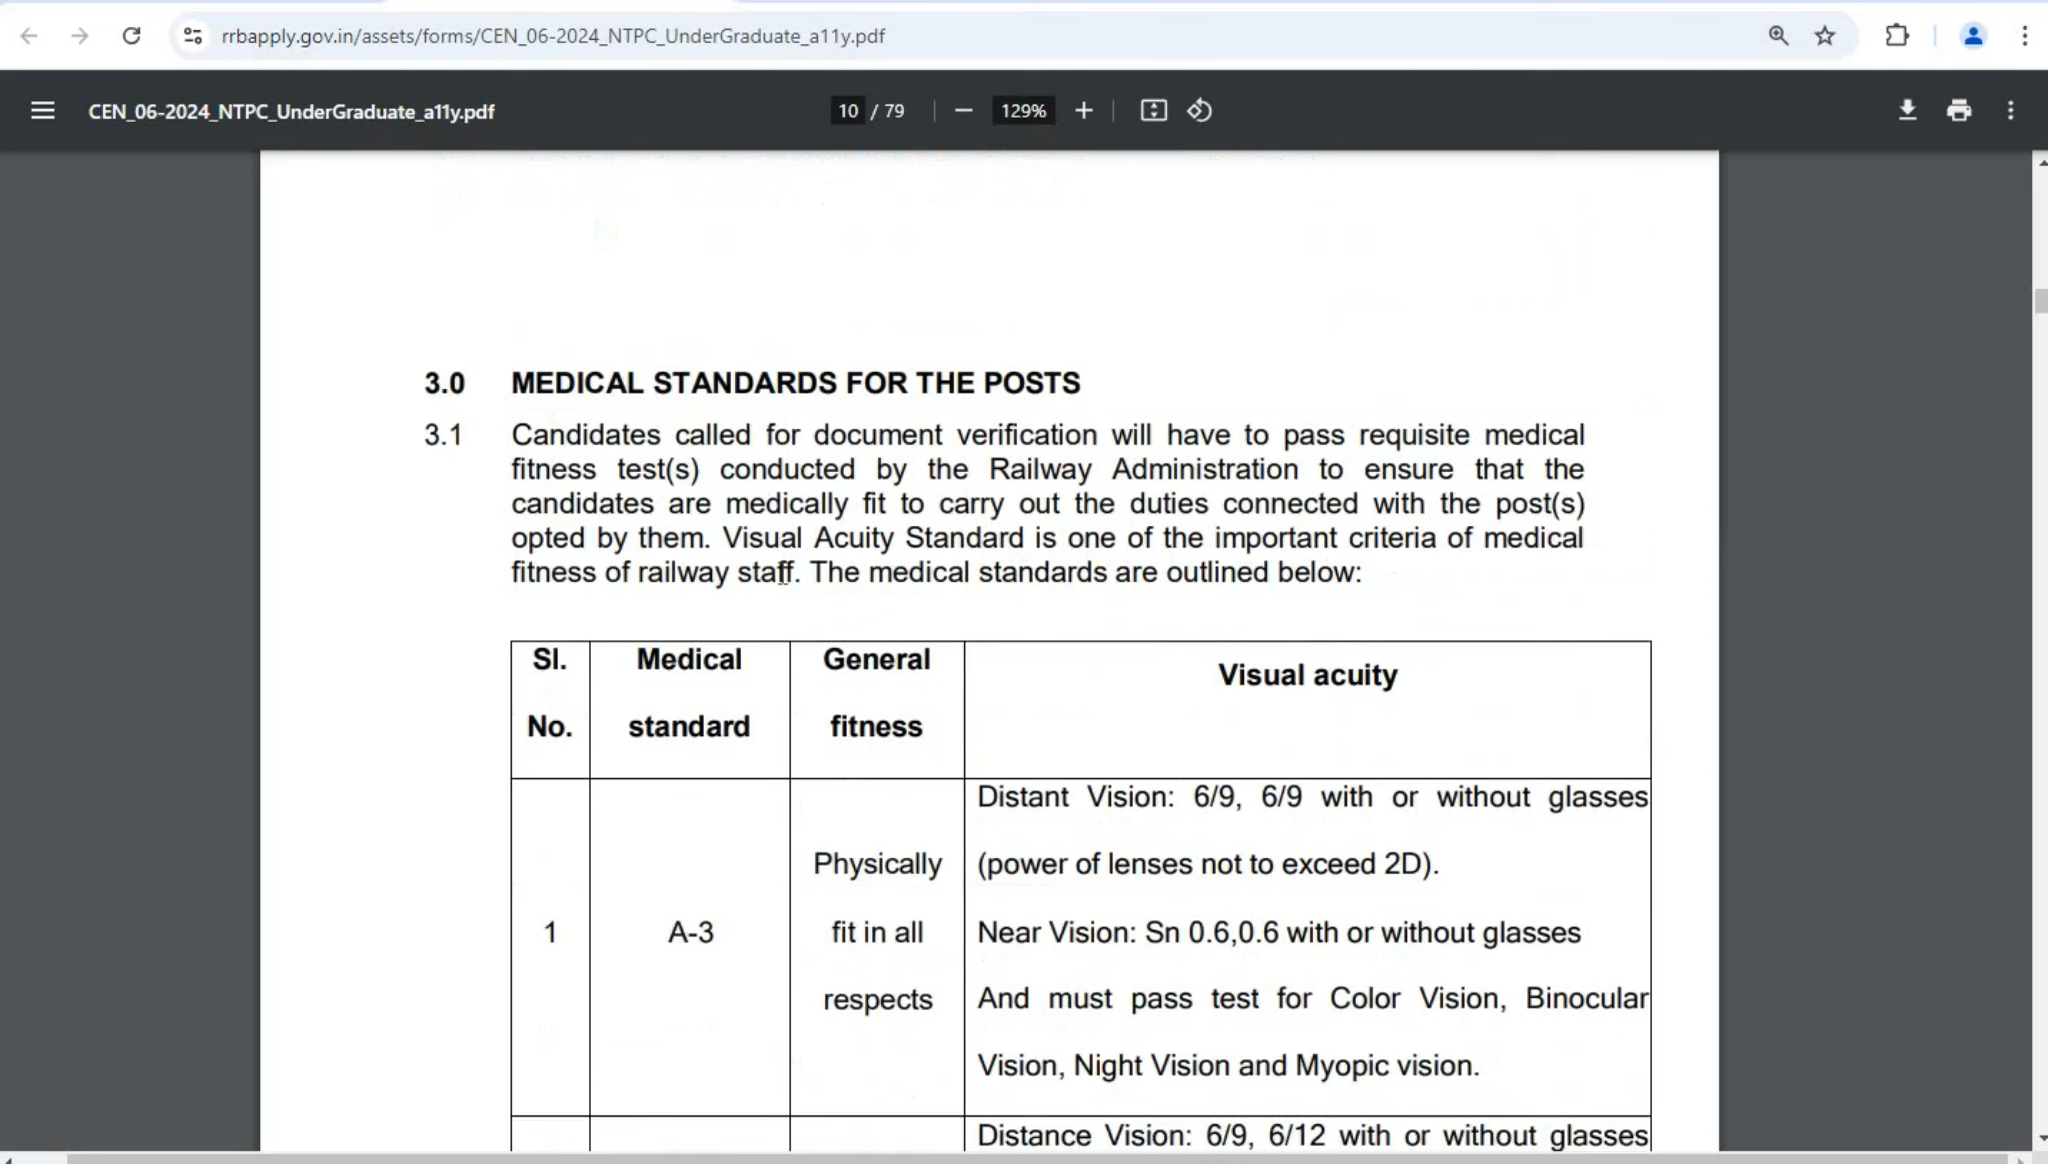 rrbapply.gov.in/assets/forms/CEN_06-2024_NTPC_UnderGraduate_a11y.pdf
CEN_06-2024_NTPC_UnderGraduate_a11y.pdf
10 / 79
129%
3.0 MEDICAL STANDARDS FOR THE POSTS
3.1 Candidates called for document verification will have to pass requisite medical
fitness test(s) conducted by the Railway Administration to ensure that the
candidates are medically fit to carry out the duties connected with the post(s)
opted by them. Visual Acuity Standard is one of the important criteria of medical
fitness of railway staff. The medical standards are outlined below:
Sl.
No.
Medical
standard
General
fitness
Visual acuity
1
A-3
Physically
fit in all
respects
Distant Vision: 6/9, 6/9 with or without glasses
(power of lenses not to exceed 2D).
Near Vision: Sn 0.6,0.6 with or without glasses
And must pass test for Color Vision, Binocular
Vision, Night Vision and Myopic vision.
Distance Vision: 6/9, 6/12 with or without glasses